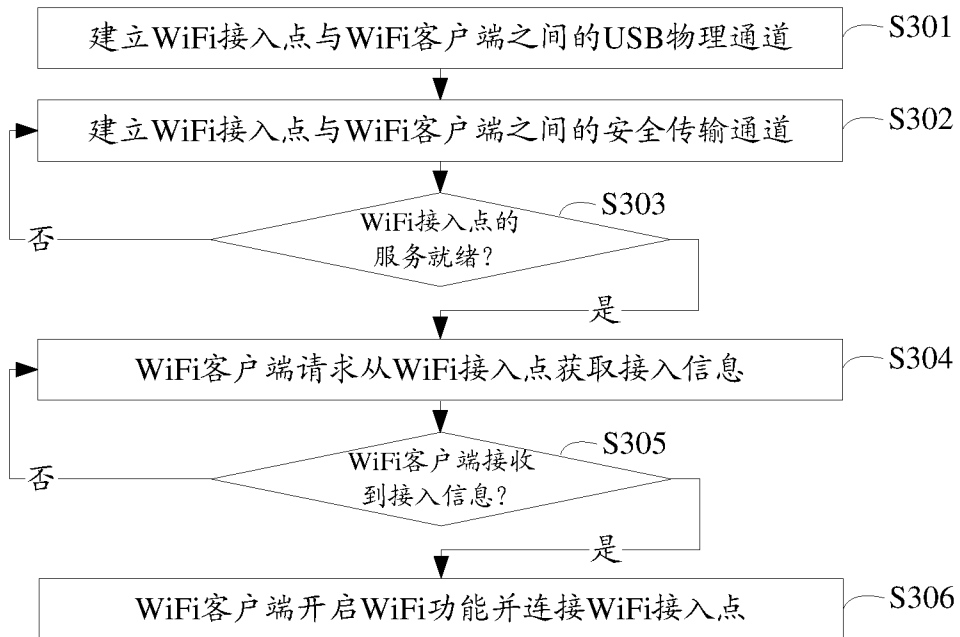 建立WiFi接入点与WiFi客户端之间的USB物理通道
S301
建立WiFi接入点与WiFi客户端之间的安全传输通道
S302
WiFi接入点的
服务就绪？
S303
否
是
WiFi客户端请求从WiFi接入点获取接入信息
S304
WiFi客户端接收
到接入信息？
S305
否
是
WiFi客户端开启WiFi功能并连接WiFi接入点
S306